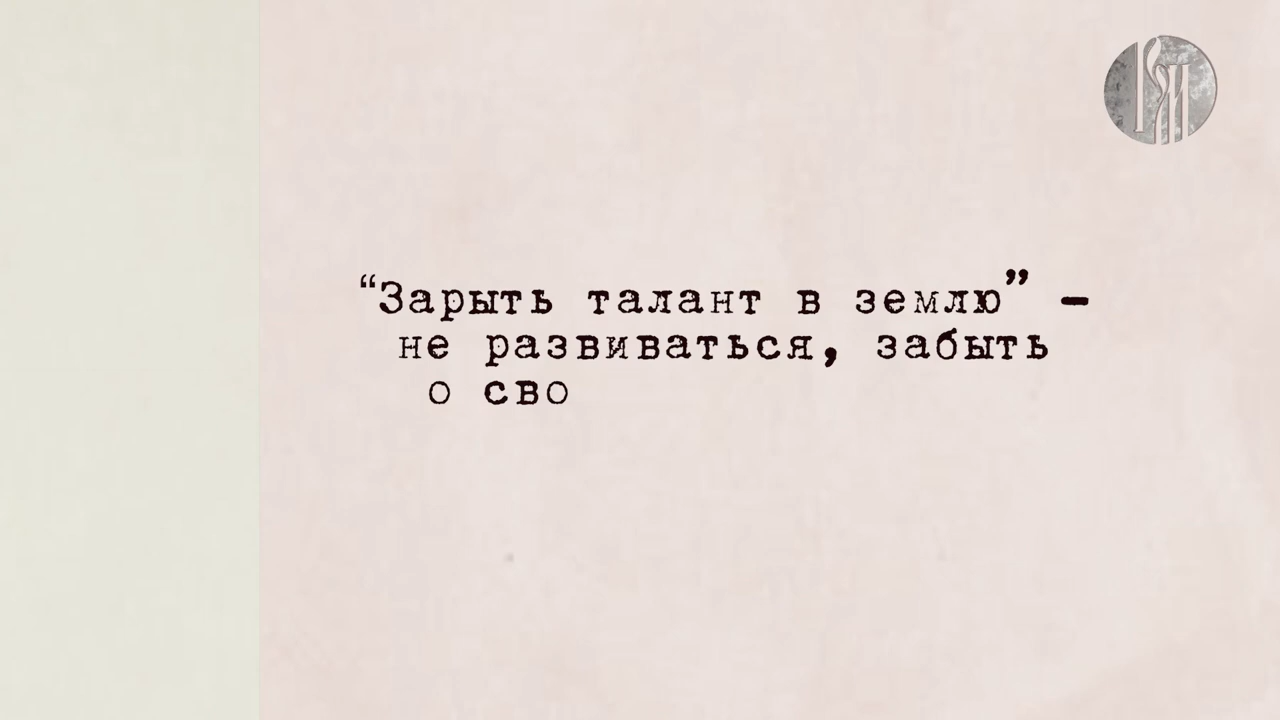 “Зарыть талант в землю” –
не развиваться, забыть
о сво